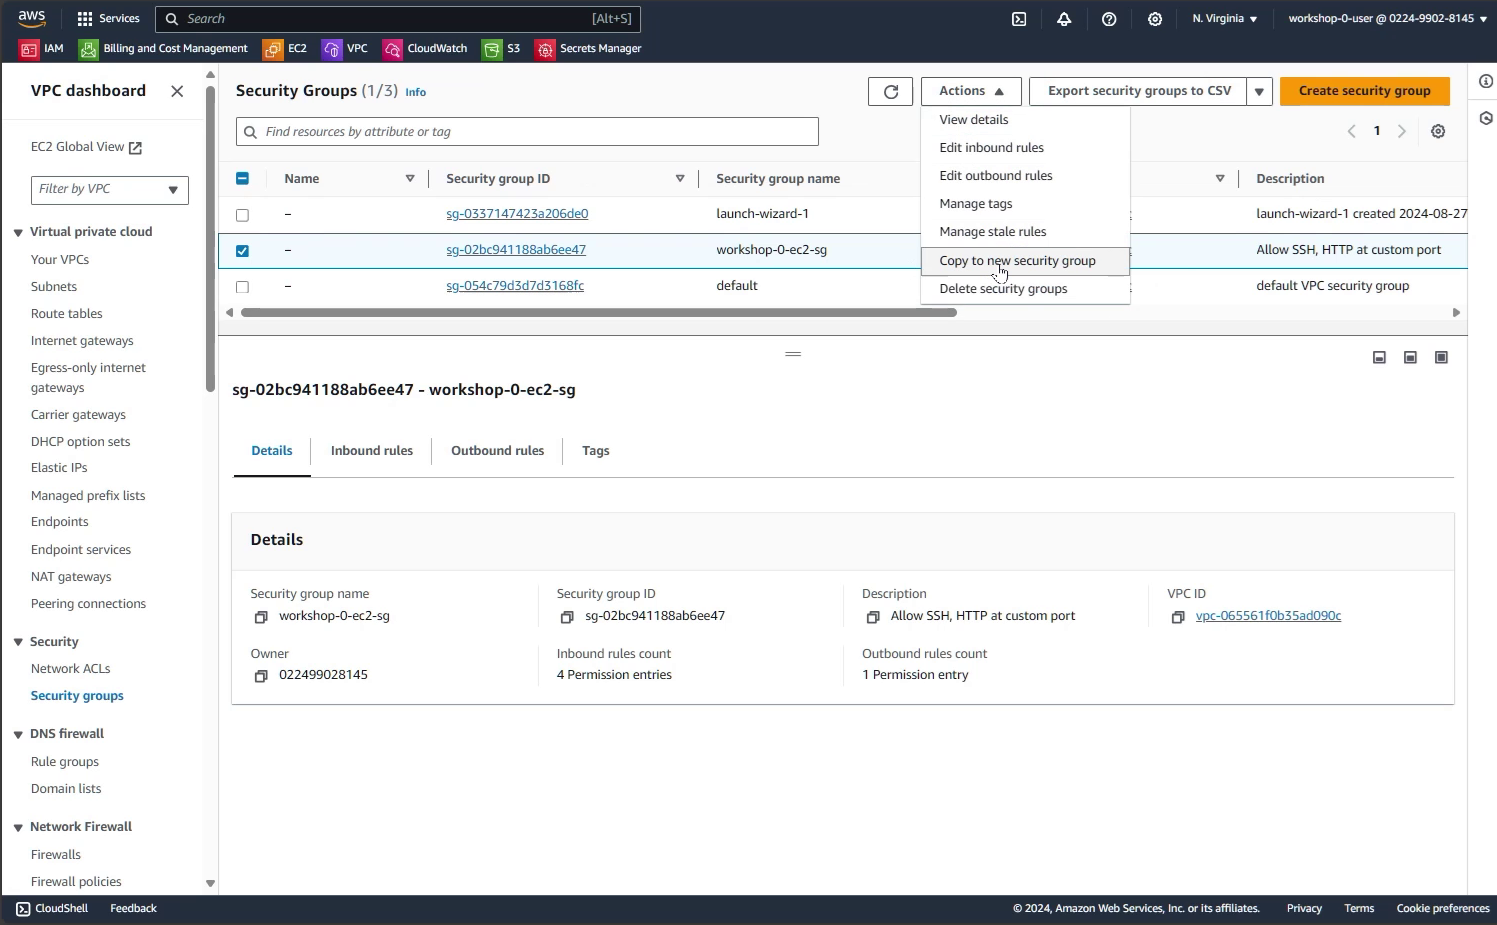 aws
Services
Search [Alt+S]
N. Virginia
workshop-0-user @ 0224-9902-8145
IAM
Billing and Cost Management
EC2
VPC
CloudWatch
S3
Secrets Manager
VPC dashboard
EC2 Global View
Filter by VPC
Virtual private cloud
Your VPCs
Subnets
Route tables
Internet gateways
Egress-only internet
gateways
Carrier gateways
DHCP option sets
Elastic IPs
Managed prefix lists
Endpoints
Endpoint services
NAT gateways
Peering connections
Security
Network ACLs
Security groups
DNS firewall
Rule groups
Domain lists
Network Firewall
Firewalls
Firewall policies
Security Groups (1/3) Info
Actions
Export security groups to CSV
Create security group
Find resources by attribute or tag
1
View details
Edit inbound rules
Edit outbound rules
Manage tags
Manage stale rules
Copy to new security group
Delete security groups
Name Security group ID Security group name Description
– sg-0337147423a206de0 launch-wizard-1 launch-wizard-1 created 2024-08-27
– sg-02bc941188ab6ee47 workshop-0-ec2-sg Allow SSH, HTTP at custom port
– sg-054c79d3d7d3168fc default default VPC security group
sg-02bc941188ab6ee47 - workshop-0-ec2-sg
Details Inbound rules Outbound rules Tags
Details
Security group name
workshop-0-ec2-sg
Security group ID
sg-02bc941188ab6ee47
Description
Allow SSH, HTTP at custom port
VPC ID
vpc-065561f0b35ad090c
Owner
022499028145
Inbound rules count
4 Permission entries
Outbound rules count
1 Permission entry
CloudShell
Feedback
© 2024, Amazon Web Services, Inc. or its affiliates.
Privacy
Terms
Cookie preferences